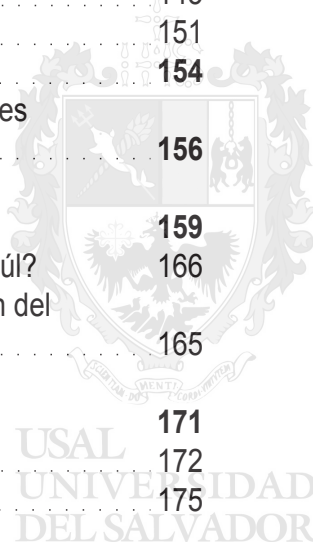 . . . . . . . . . . . . 151
. . . . . . . . . . . . 154
es
. . . . . . . . . . . . 156
159
úl? 166
n del
. . . . . . . . . . . . 165
171
USAL
. . . . . . . . . . . . 172
UNIVERSIDAD
. . . . . . . . . . . . 175
DEL SALVADOR